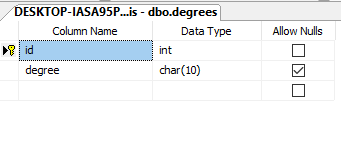 DESKTOP-IASA95P...is - dbo.degrees
Column Name Data Type Allow Nulls
id int
degree char(10)